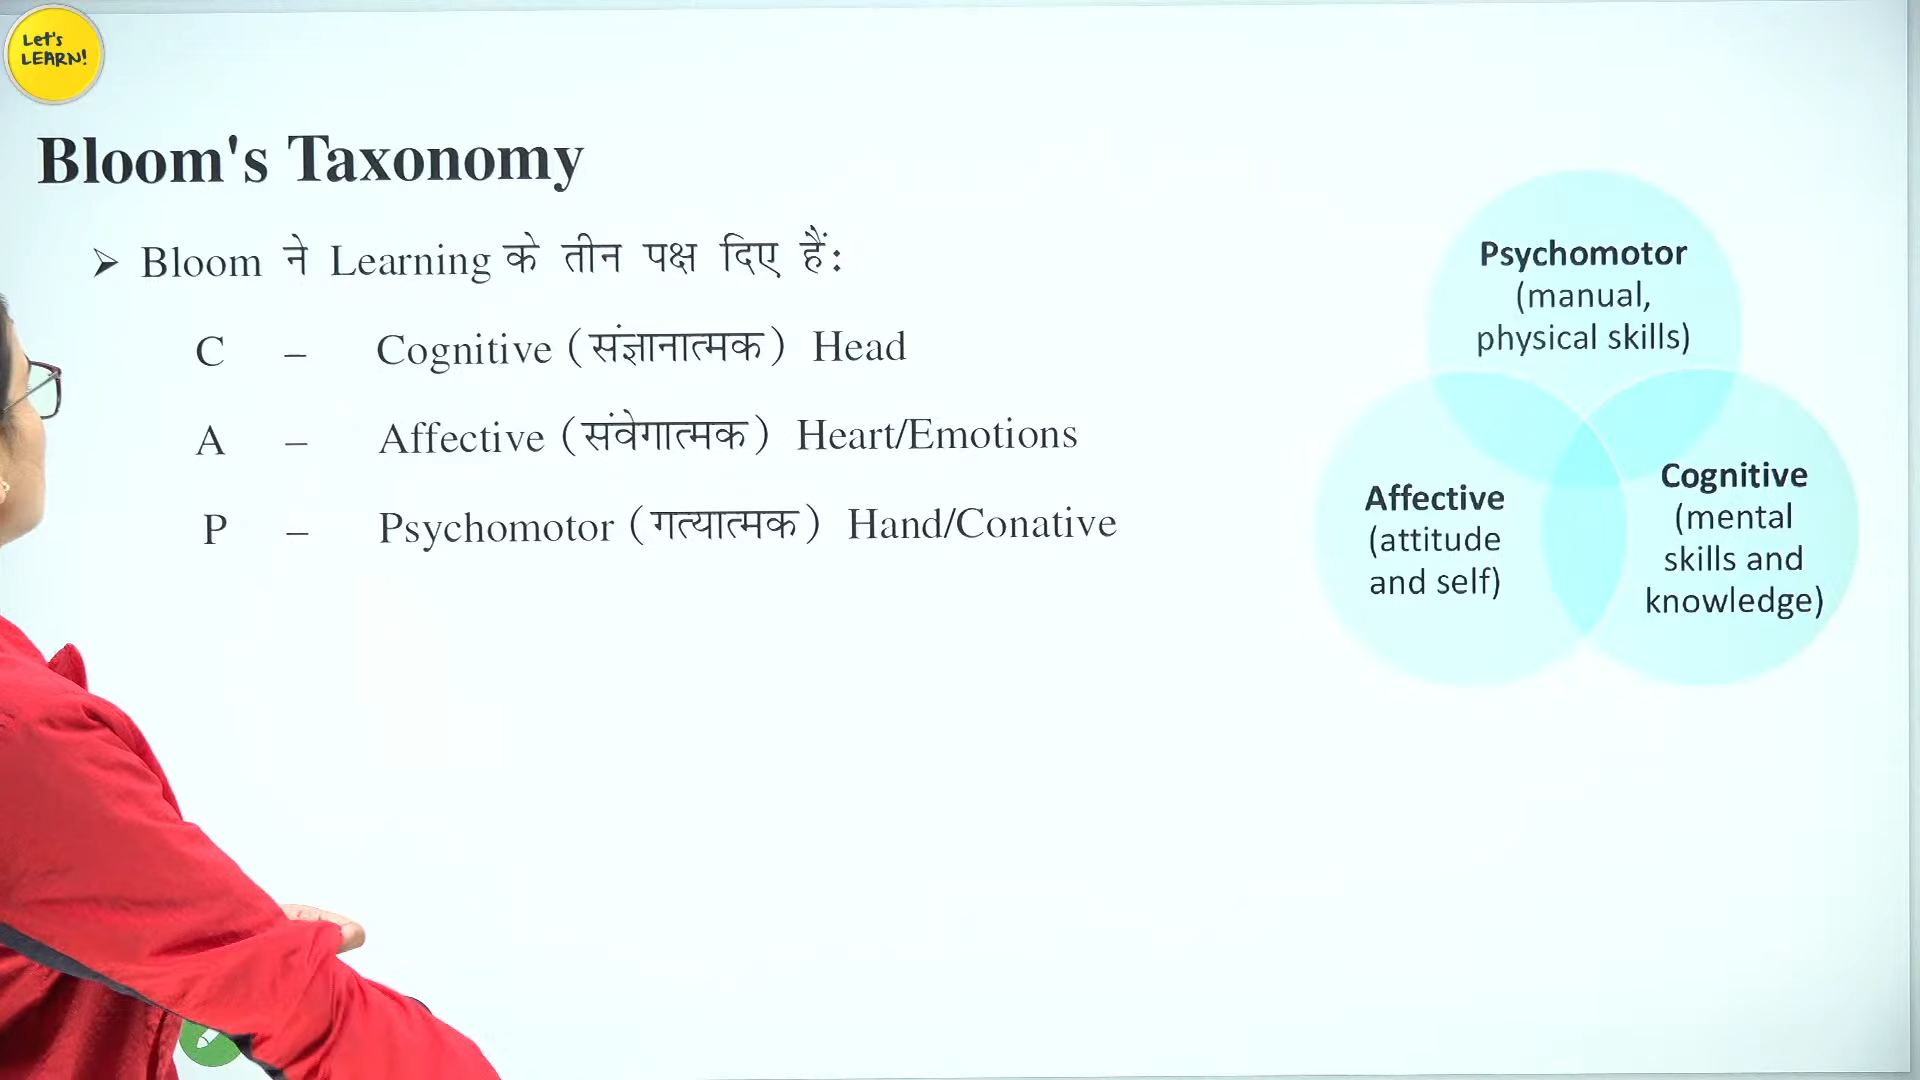 Let's
LEARN!
Bloom's Taxonomy
➢ Bloom ने Learning के तीन पक्ष दिए हैं:
C – Cognitive (संज्ञानात्मक) Head
A – Affective (संवेगात्मक) Heart/Emotions
P – Psychomotor (गत्यात्मक) Hand/Conative
Psychomotor
(manual,
physical skills)
Affective
(attitude
and self)
Cognitive
(mental
skills and
knowledge)